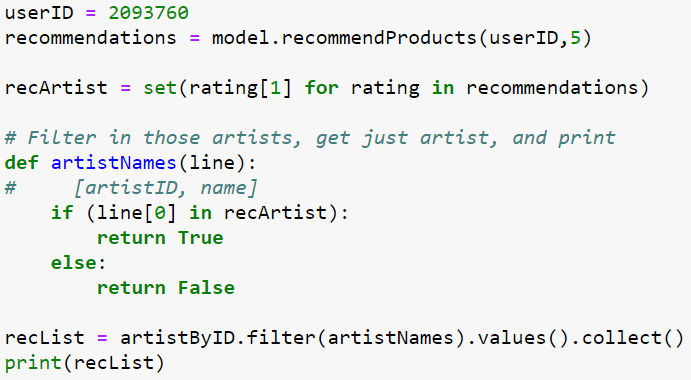 userID = 2093760
recommendations = model.recommendProducts(userID,5)

recArtist = set(rating[1] for rating in recommendations)

# Filter in those artists, get just artist, and print
def artistNames(line):
#     [artistID, name]
    if (line[0] in recArtist):
        return True
    else:
        return False

recList = artistByID.filter(artistNames).values().collect()
print(recList)